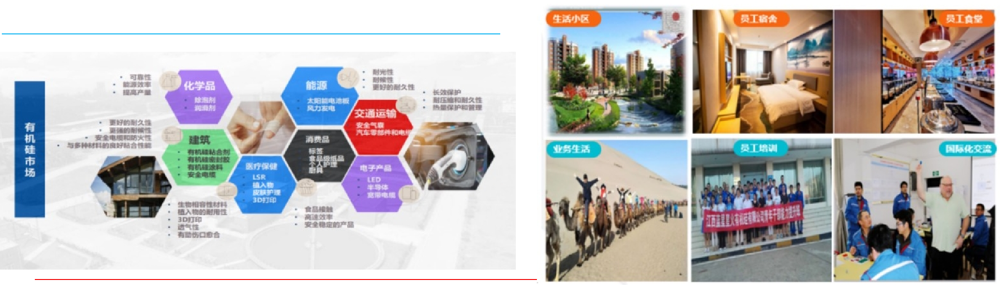 有机硅市场
可靠性
能源效率
提高产量
化学品
除泡剂
润滑剂
能源
太阳能电池板
风力发电
耐光性
耐候性
更好的耐久性
交通运输
安全气囊
汽车零部件和电缆
长效保护
耐压缩和耐久性
热量保护和管理
更好的耐久性
更强的耐候性
安全电缆和防火性
与多种材料的良好粘合性能
建筑
有机硅粘合剂
有机硅密封胶
有机硅涂料
安全电缆
消费品
标签
食品级纸品
个人护理
厨具
医疗保健
LSR
植入物
皮肤护理
3D打印
电子产品
LED
半导体
宽带电缆
生物相容性材料
植入物的耐用性
3D打印
透气性
有助伤口愈合
食品接触
高速效率
安全稳定的产品
生活小区
员工宿舍
员工食堂
业务生活
员工培训
国际化交流
江西蓝星星火有机硅有限公司青年干部能力提升班